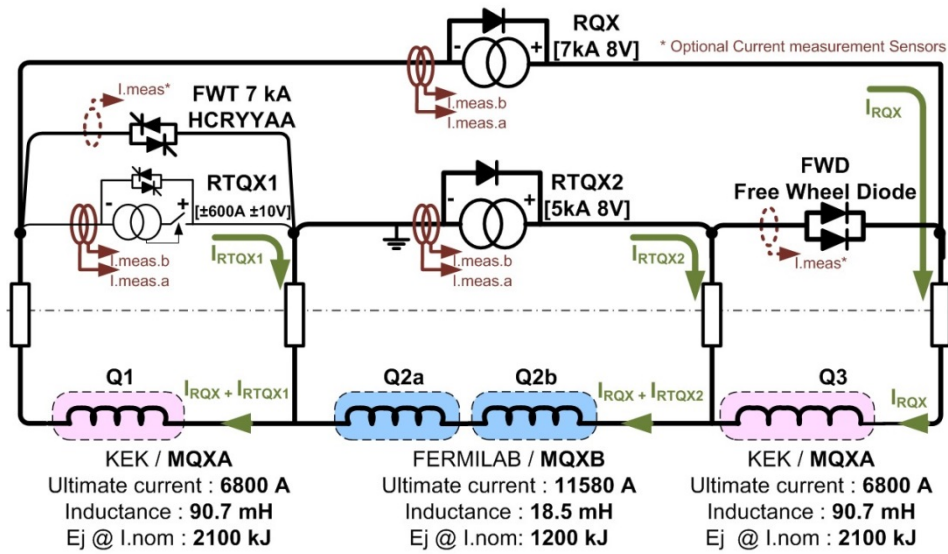 RQX
[7kA 8V]
- +
* Optional Current measurement Sensors
I.meas.b
I.meas.a
I.meas*
FWT 7 kA
HCRYYAA
IRQX
RTQX1
[±600A ±10V]
- +
I.meas.b
I.meas.a
IRTQX1
RTQX2
[5kA 8V]
- +
I.meas.b
I.meas.a
IRTQX2
FWD
Free Wheel Diode
I.meas*
Q1
IRQX + IRTQX1
Q2a
Q2b
IRQX + IRTQX2
Q3
IRQX
KEK / MQXA
Ultimate current : 6800 A
Inductance : 90.7 mH
Ej @ I.nom : 2100 kJ
FERMILAB / MQXB
Ultimate current : 11580 A
Inductance : 18.5 mH
Ej @ I.nom: 1200 kJ
KEK / MQXA
Ultimate current : 6800 A
Inductance : 90.7 mH
Ej @ I.nom : 2100 kJ